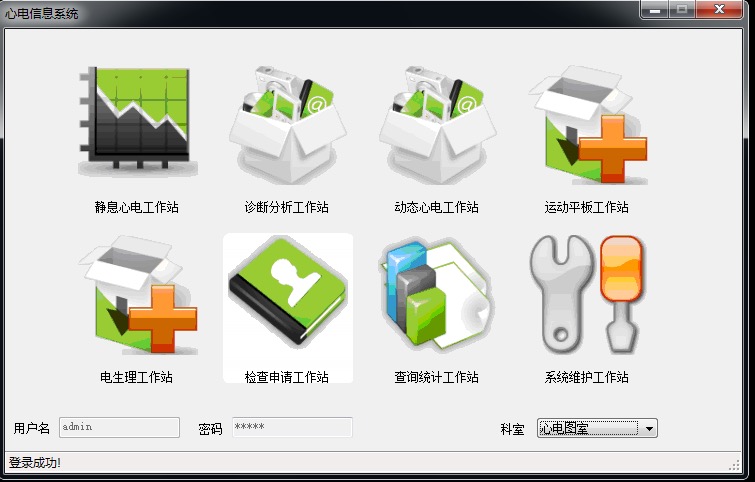 心电信息系统
静息心电工作站
诊断分析工作站
动态心电工作站
运动平板工作站
电生理工作站
检查申请工作站
查询统计工作站
系统维护工作站
用户名 admin 密码 ***** 科室 心电图室
登录成功!